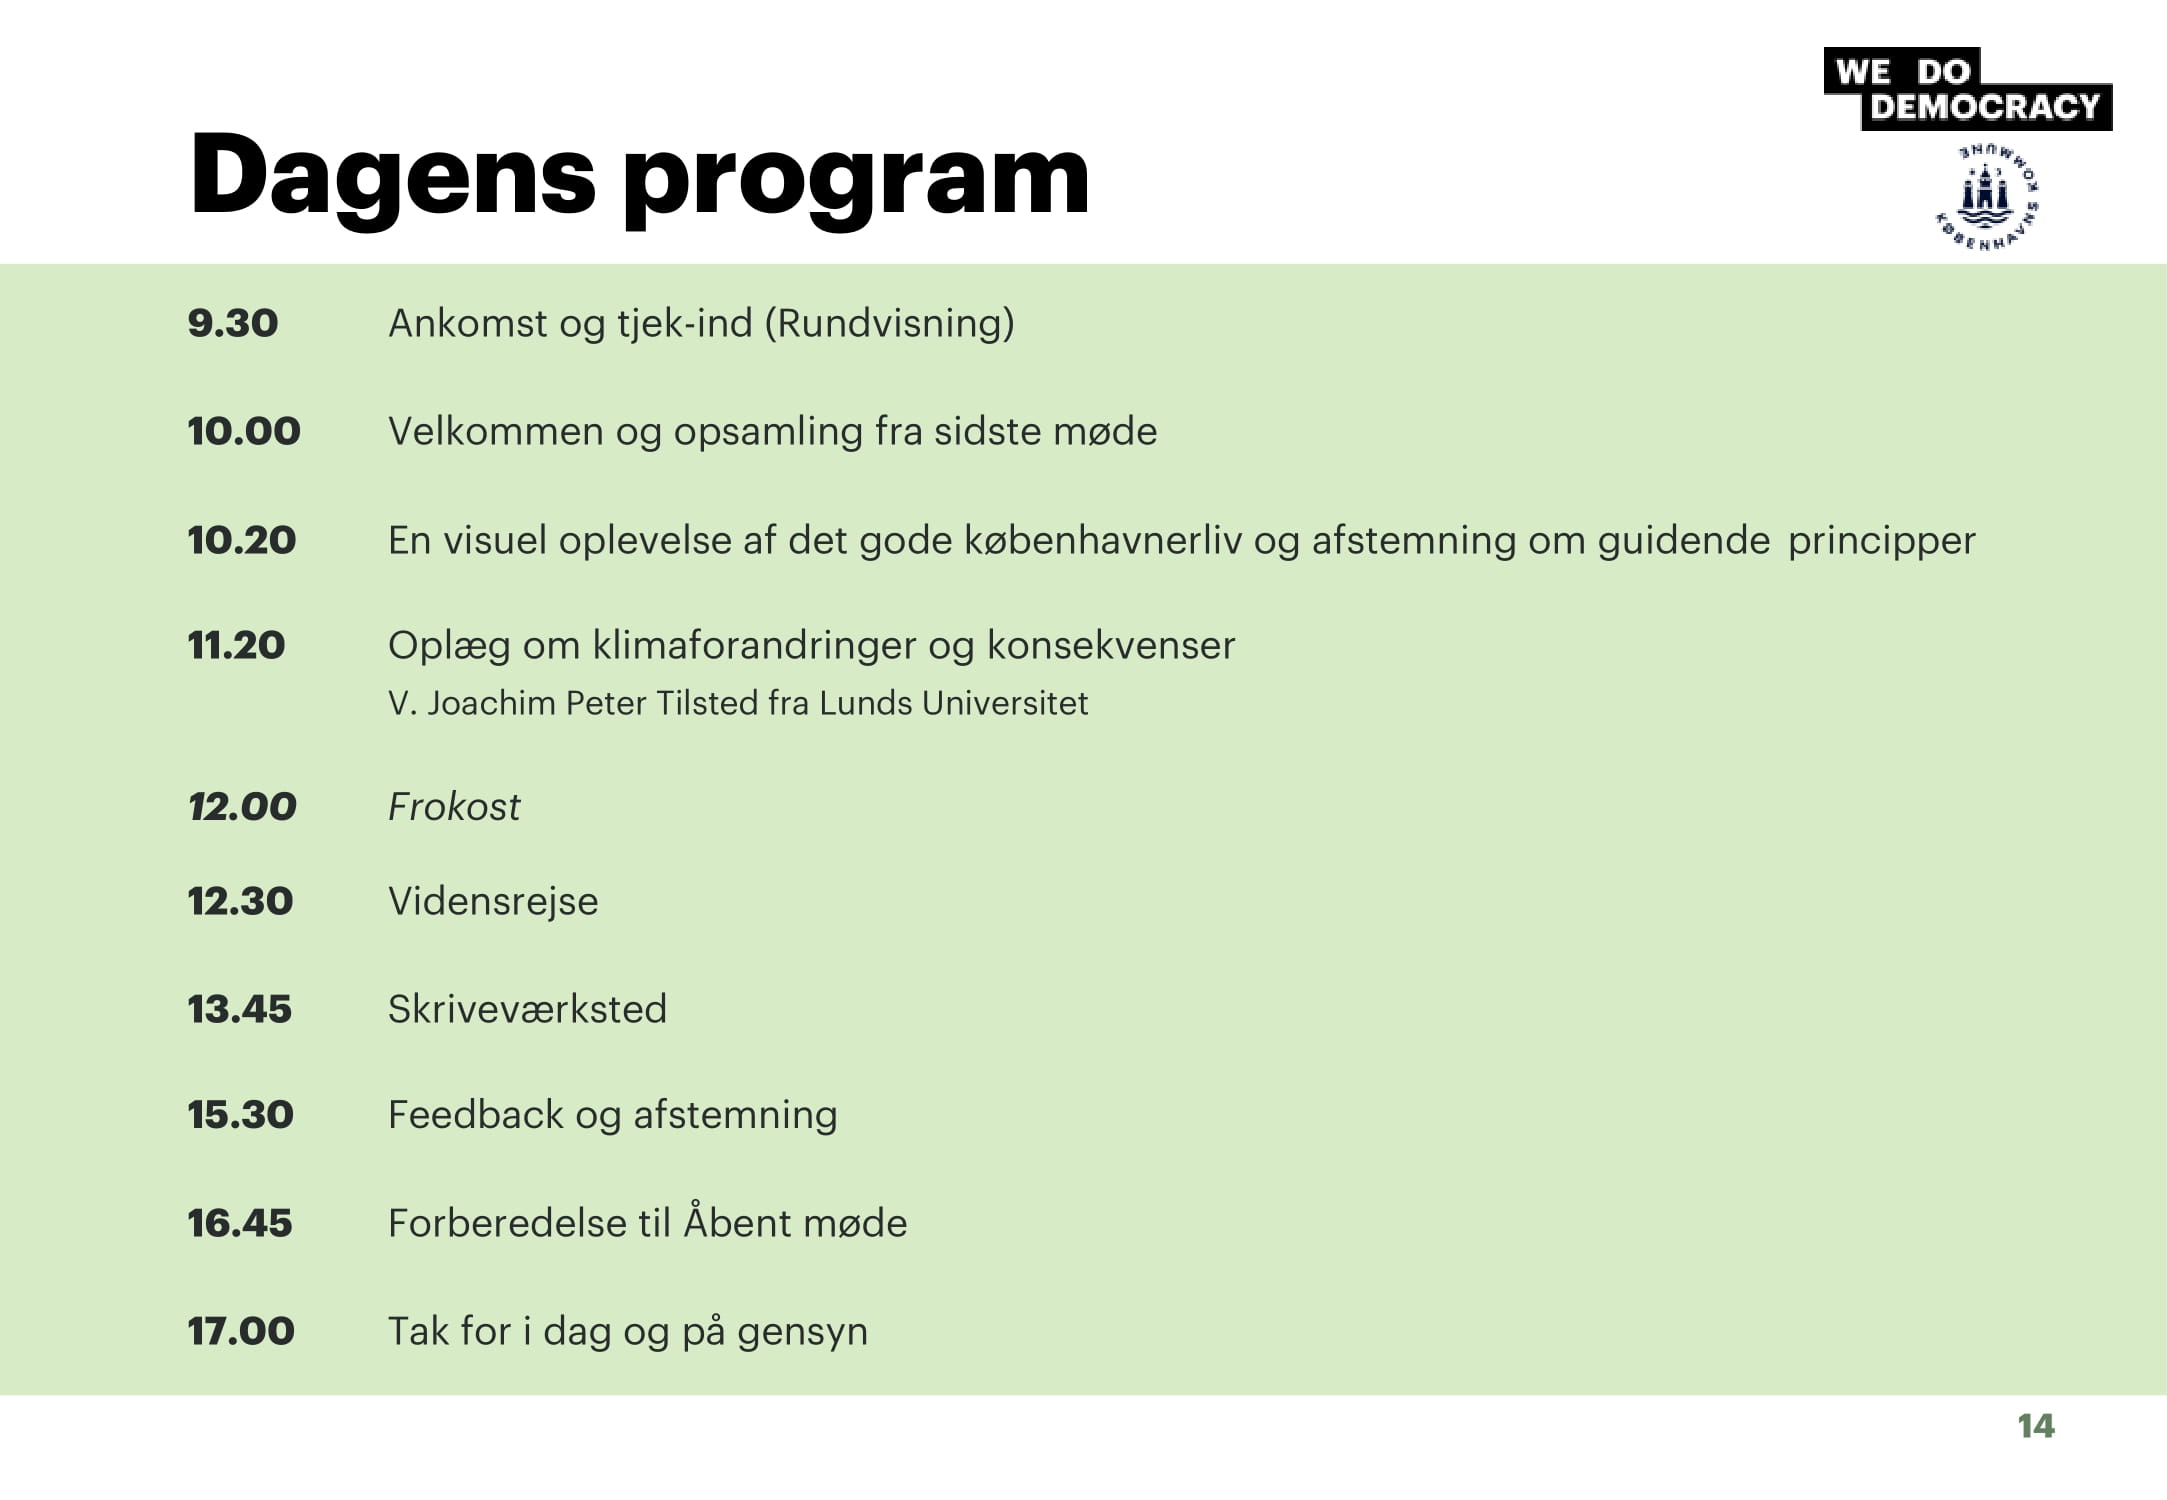 WE DO
DEMOCRACY
KØBENHAVNS KOMMUNE
Dagens program
9.30 Ankomst og tjek-ind (Rundvisning)
10.00 Velkommen og opsamling fra sidste møde
10.20 En visuel oplevelse af det gode københavnerliv og afstemning om guidende principper
11.20 Oplæg om klimaforandringer og konsekvenser
V. Joachim Peter Tilsted fra Lunds Universitet
12.00 Frokost
12.30 Vidensrejse
13.45 Skriveværksted
15.30 Feedback og afstemning
16.45 Forberedelse til Åbent møde
17.00 Tak for i dag og på gensyn
14